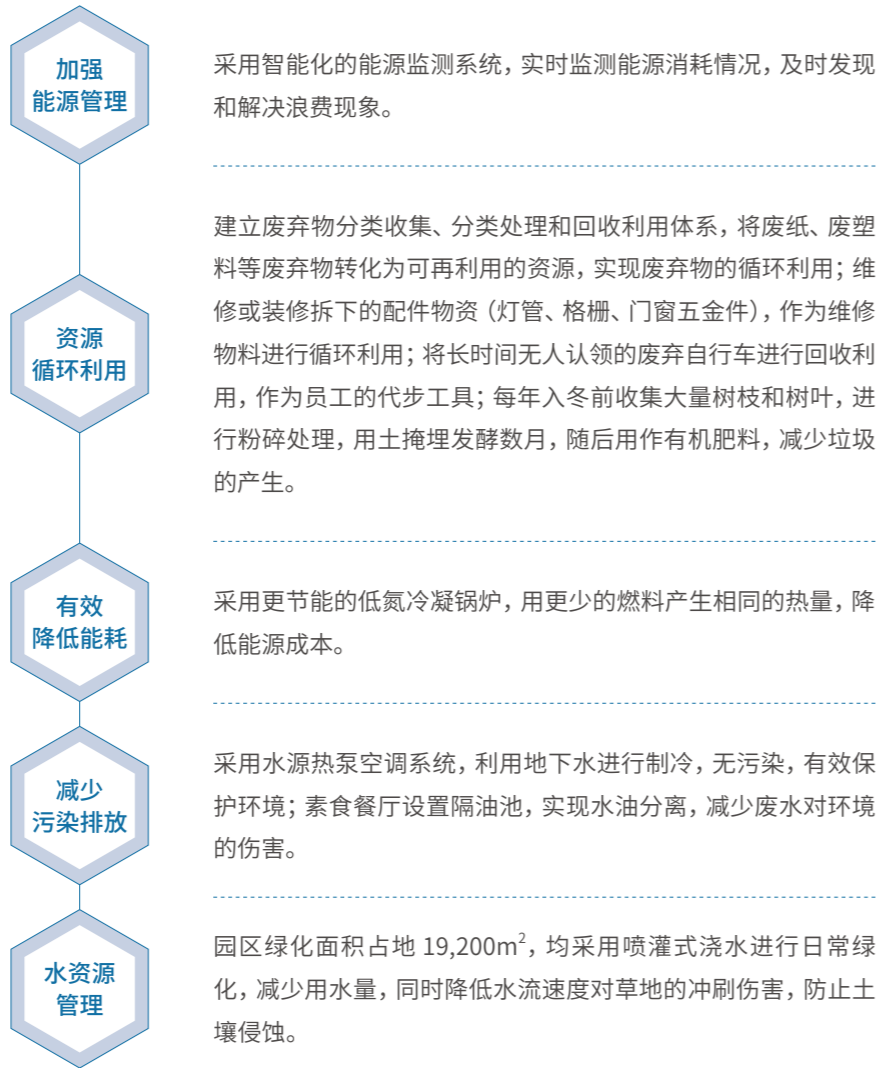 加强
能源管理
采用智能化的能源监测系统，实时监测能源消耗情况，及时发现
和解决浪费现象。
资源
循环利用
建立废弃物分类收集、分类处理和回收利用体系，将废纸、废塑
料等废弃物转化为可再利用的资源，实现废弃物的循环利用；维
修或装修拆下的配件物资（灯管、格栅、门窗五金件），作为维修
物料进行循环利用；将长时间无人认领的废弃自行车进行回收利
用，作为员工的代步工具；每年入冬前收集大量树枝和树叶，进
行粉碎处理，用土掩埋发酵数月，随后用作有机肥料，减少垃圾
的产生。
有效
降低能耗
采用更节能的低氮冷凝锅炉，用更少的燃料产生相同的热量，降
低能源成本。
减少
污染排放
采用水源热泵空调系统，利用地下水进行制冷，无污染，有效保
护环境；素食餐厅设置隔油池，实现水油分离，减少废水对环境
的伤害。
水资源
管理
园区绿化面积占地 19,200m²，均采用喷灌式浇水进行日常绿
化，减少用水量，同时降低水流速度对草地的冲刷伤害，防止土
壤侵蚀。